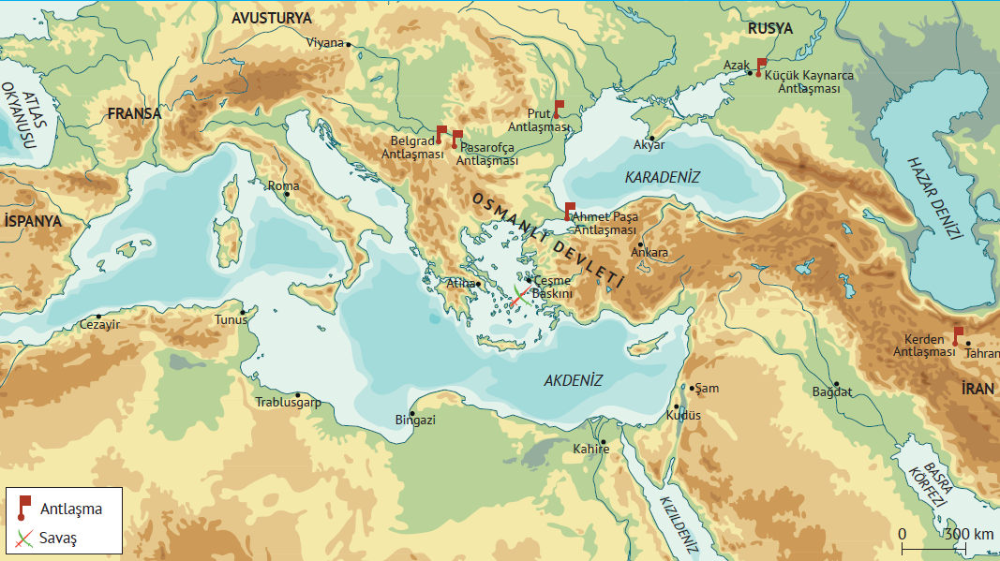 AVUSTURYA
RUSYA
Viyana
Azak
Küçük Kaynarca
Antlaşması
ATLAS
OKYANUSU
FRANSA
Prut
Antlaşması
Belgrad
Antlaşması
Pasarofça
Antlaşması
Akyar
KARADENİZ
HAZAR DENİZİ
Roma
İSPANYA
OSMANLI DEVLETİ
Ahmet Paşa
Antlaşması
Ankara
Atina
Çeşme
Baskını
Cezayir
Tunus
Kerden
Antlaşması
Tahran
AKDENİZ
İRAN
Şam
Bağdat
Trablusgarp
Bingazi
Kudüs
Kahire
BASRA
KÖRFEZİ
KIZILDENİZ
Antlaşma
Savaş
0 300 km